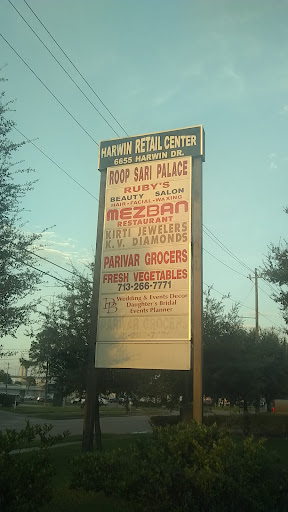 HARWIN RETAIL CENTER
6655 HARWIN DR.
ROOP SARI PALACE
RUBY'S
BEAUTY SALON
HAIR-FACIAL-WAXING
MEZBAN
RESTAURANT
KIRTI JEWELERS
K.V. DIAMONDS
PARIVAR GROCERS
FRESH VEGETABLES
713-266-7771
Wedding & Events Decor
Daughter's Bridal
Events Planner